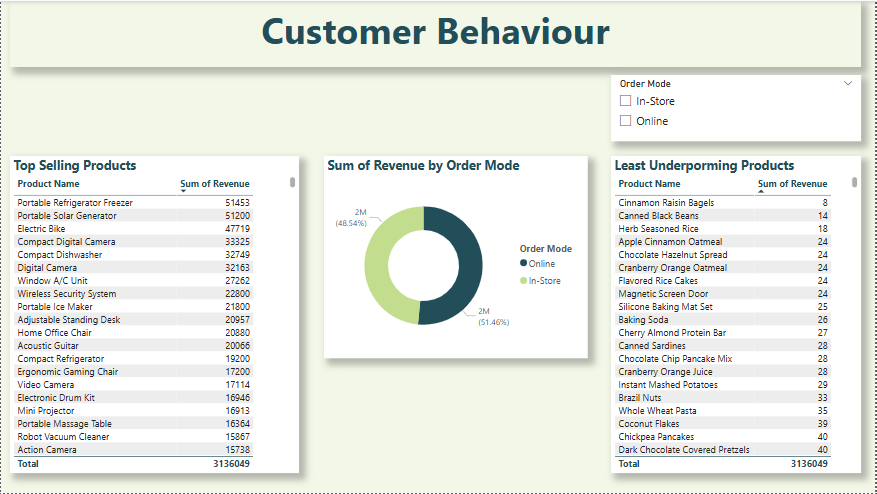 Customer Behaviour
Order Mode
In-Store
Online
Top Selling Products
Product Name Sum of Revenue
Portable Refrigerator Freezer 51453
Portable Solar Generator 51200
Electric Bike 47719
Compact Digital Camera 33325
Compact Dishwasher 32749
Digital Camera 32163
Window A/C Unit 27262
Wireless Security System 22800
Portable Ice Maker 21800
Adjustable Standing Desk 20957
Home Office Chair 20880
Acoustic Guitar 20066
Compact Refrigerator 19200
Ergonomic Gaming Chair 17200
Video Camera 17114
Electronic Drum Kit 16946
Mini Projector 16913
Portable Massage Table 16364
Robot Vacuum Cleaner 15867
Action Camera 15738
Total 3136049
Sum of Revenue by Order Mode
2M
(48.54%)
Order Mode
Online
In-Store
2M
(51.46%)
Least Underporming Products
Product Name Sum of Revenue
Cinnamon Raisin Bagels 8
Canned Black Beans 14
Herb Seasoned Rice 18
Apple Cinnamon Oatmeal 24
Chocolate Hazelnut Spread 24
Cranberry Orange Oatmeal 24
Flavored Rice Cakes 24
Magnetic Screen Door 24
Silicone Baking Mat Set 25
Baking Soda 26
Cherry Almond Protein Bar 27
Canned Sardines 28
Chocolate Chip Pancake Mix 28
Cranberry Orange Juice 28
Instant Mashed Potatoes 29
Brazil Nuts 33
Whole Wheat Pasta 35
Coconut Flakes 39
Chickpea Pancakes 40
Dark Chocolate Covered Pretzels 40
Total 3136049